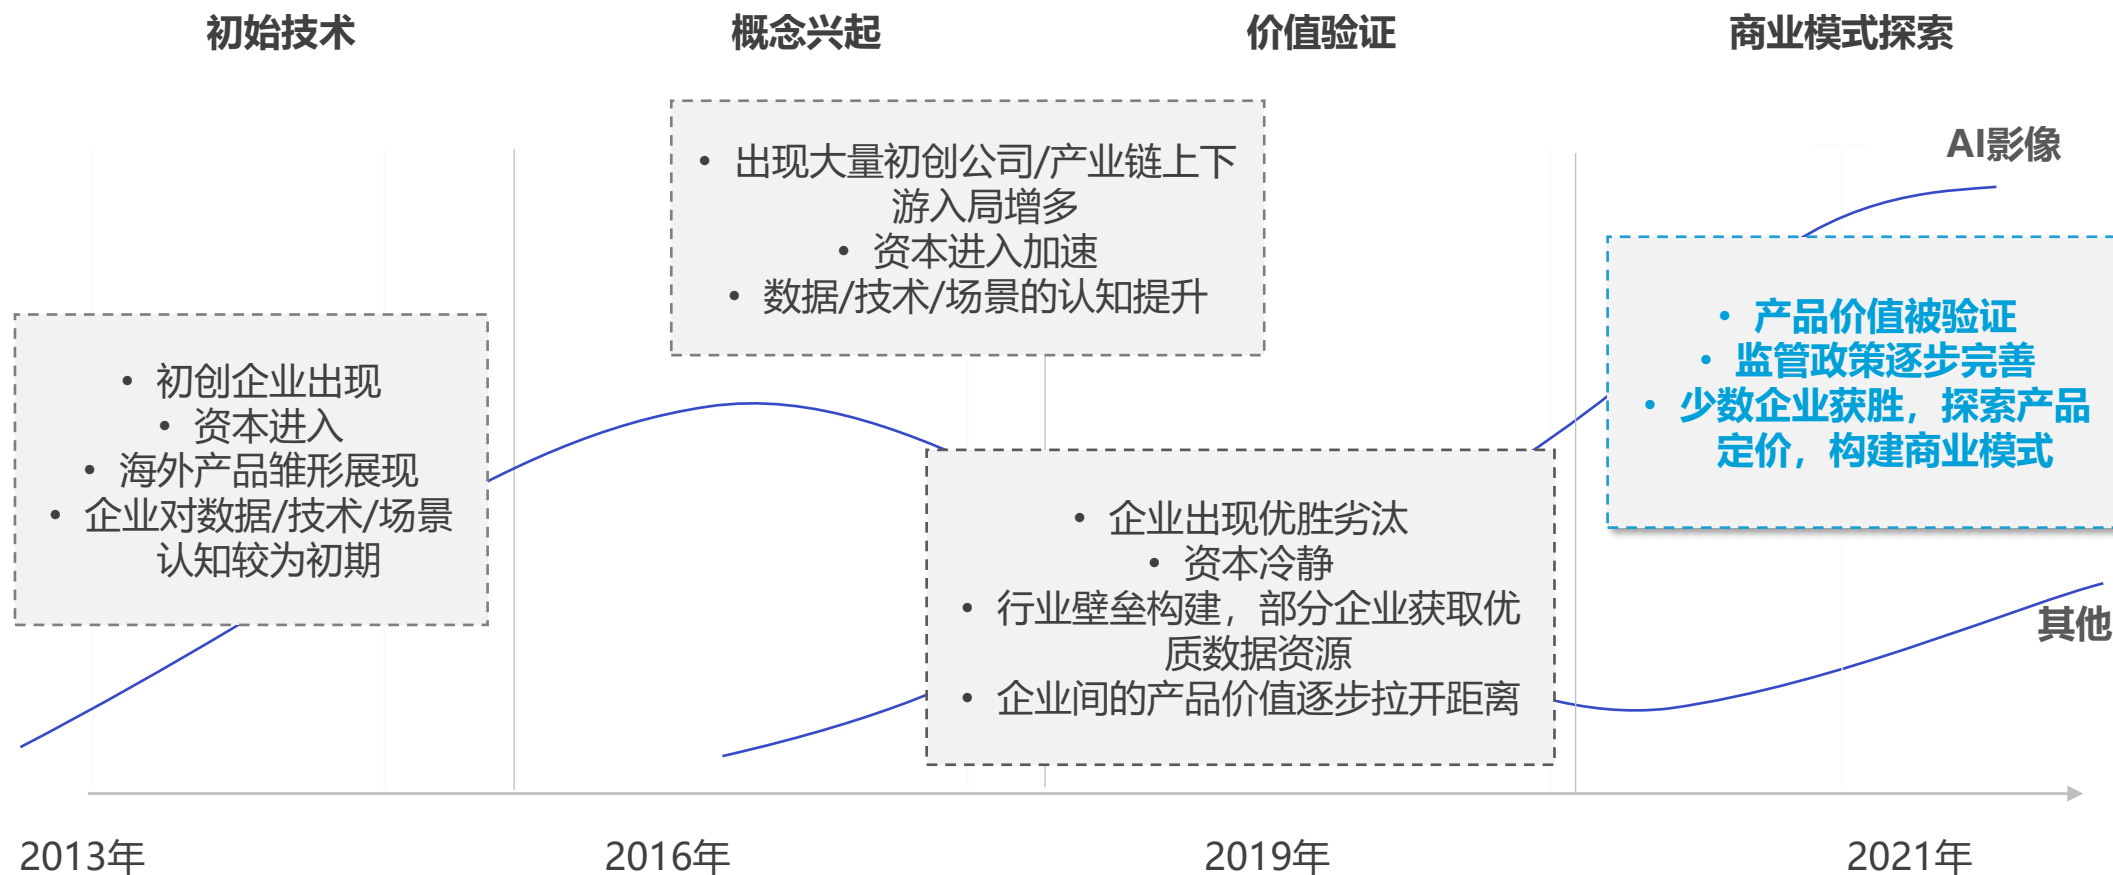 初始技术
概念兴起
价值验证
商业模式探索
• 初创企业出现
• 资本进入
• 海外产品雏形展现
• 企业对数据/技术/场景
认知较为初期
• 出现大量初创公司/产业链上下
游入局增多
• 资本进入加速
• 数据/技术/场景的认知提升
• 企业出现优胜劣汰
• 资本冷静
• 行业壁垒构建，部分企业获取优
质数据资源
• 企业间的产品价值逐步拉开距离
AI影像
• 产品价值被验证
• 监管政策逐步完善
• 少数企业获胜，探索产品
定价，构建商业模式
其他
2013年
2016年
2019年
2021年